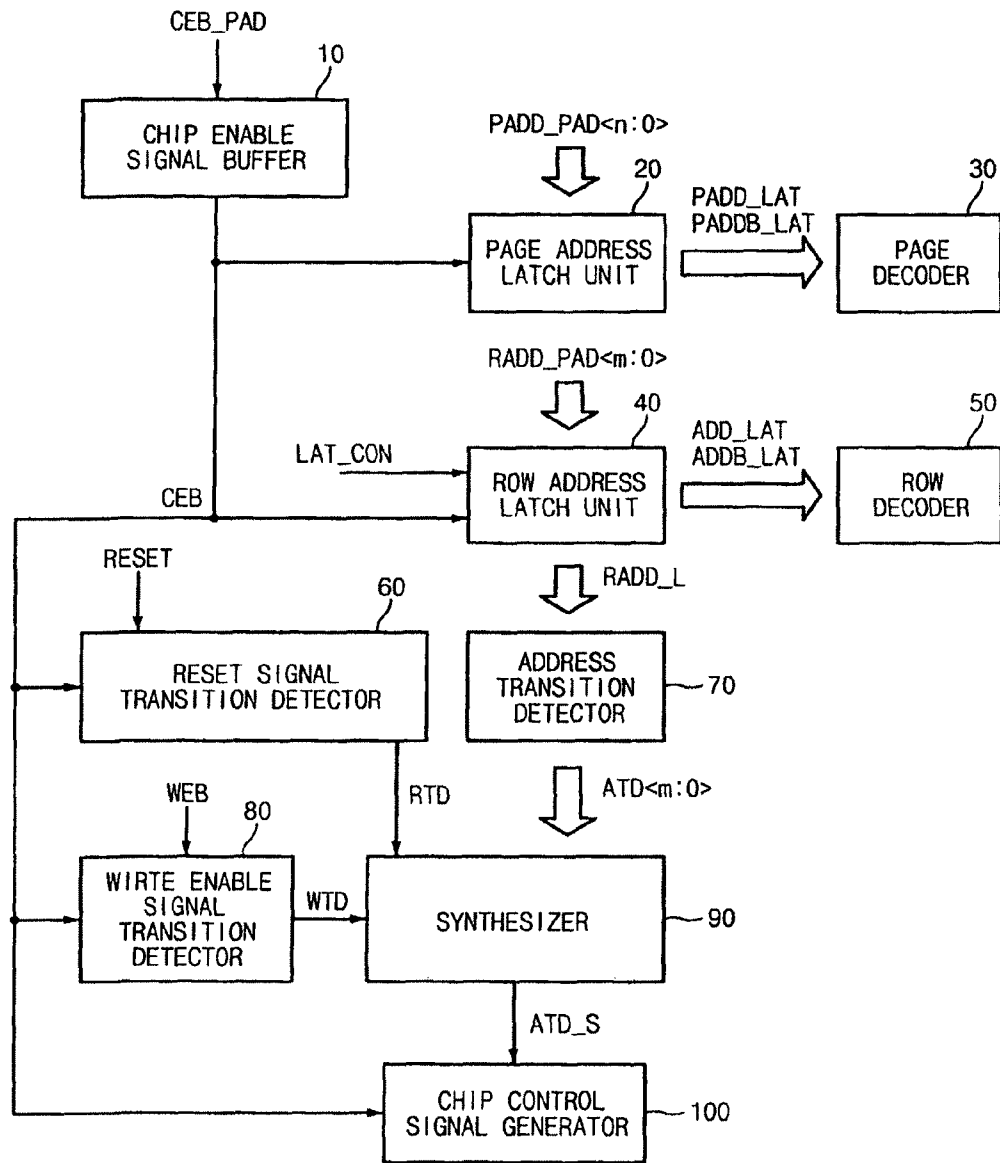 CEB_PAD
10
CHIP ENABLE
SIGNAL BUFFER
PADD_PAD<n:0>
20
PAGE ADDRESS
LATCH UNIT
PADD_LAT
PADDB_LAT
30
PAGE
DECODER
RADD_PAD<m:0>
40
LAT_CON
ROW ADDRESS
LATCH UNIT
ADD_LAT
ADDB_LAT
50
ROW
DECODER
CEB
RESET
60
RESET SIGNAL
TRANSITION DETECTOR
RADD_L
ADDRESS
TRANSITION
DETECTOR
70
WEB
80
RTD
ATD<m:0>
WIRTE ENABLE
SIGNAL
TRANSITION
DETECTOR
WTD
SYNTHESIZER
90
ATD_S
CHIP CONTROL
SIGNAL GENERATOR
100